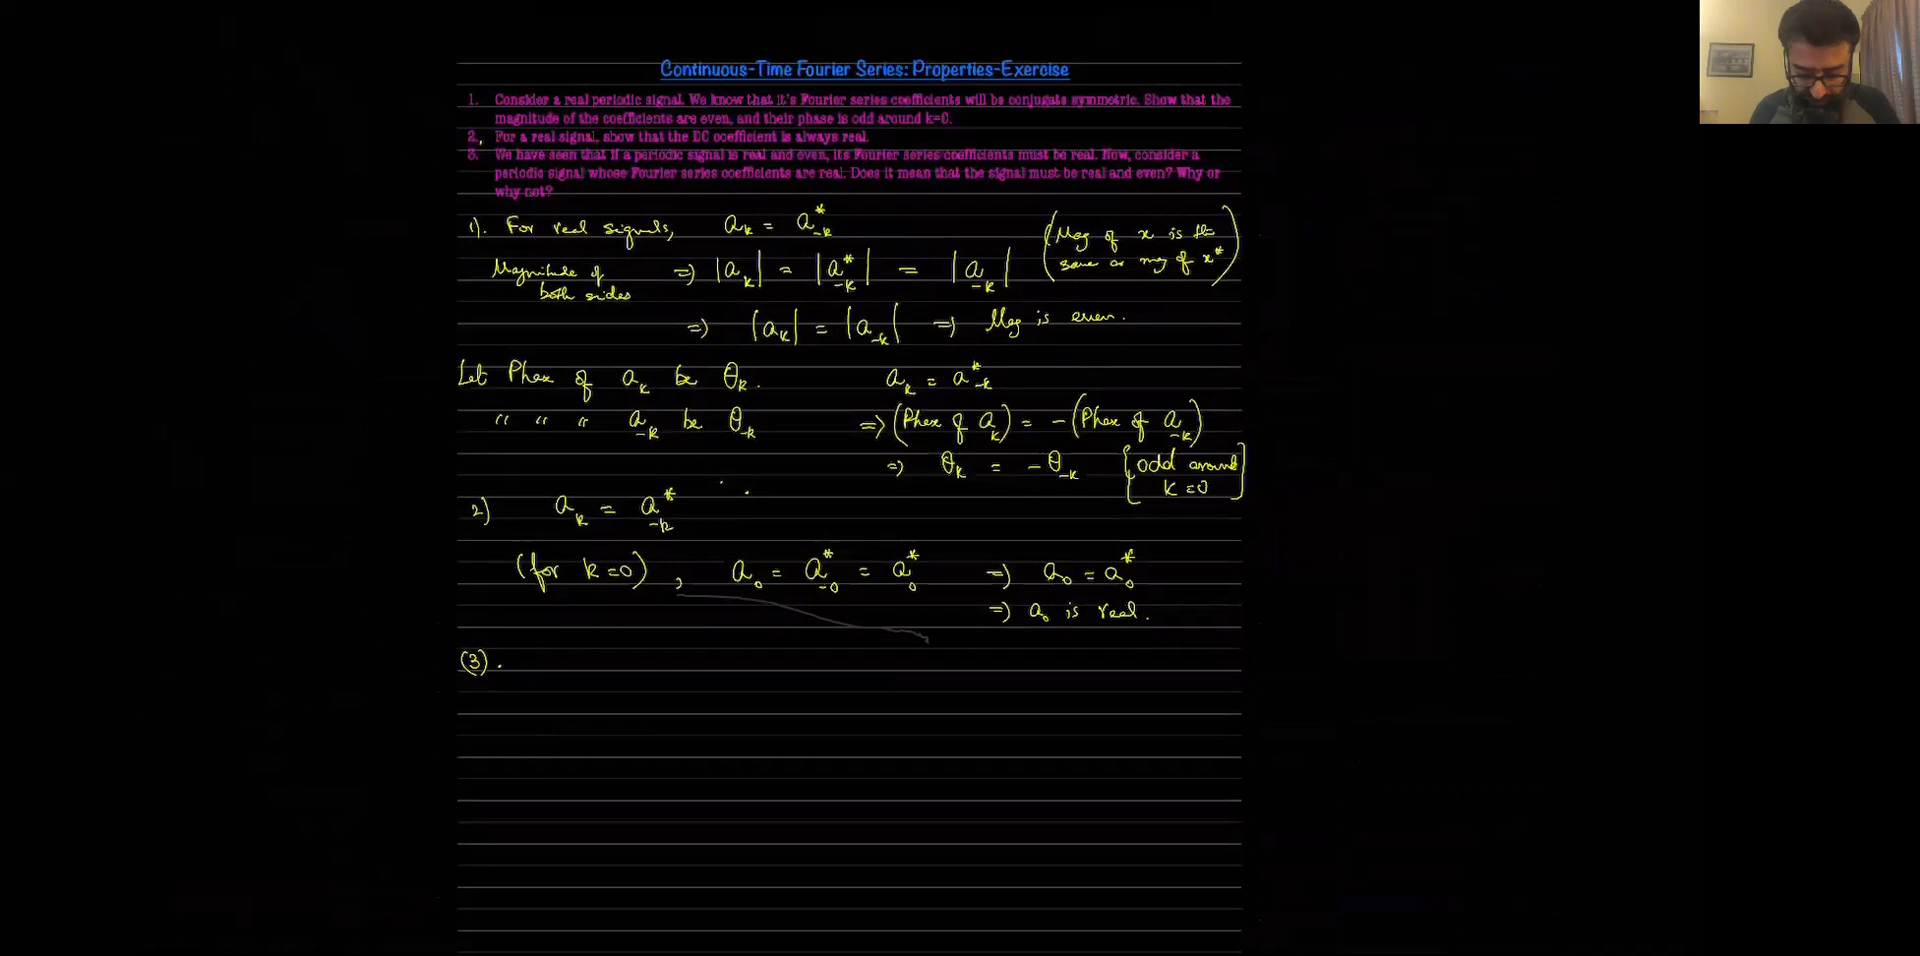 Continuous-Time Fourier Series: Properties-Exercise
1. Consider a real periodic signal. We know that it's Fourier series coefficients will be conjugate symmetric. Show that the
magnitude of the coefficients are even, and their phase is odd around k=0.
2. For a real signal, show that the DC coefficient is always real.
3. We have seen that if a periodic signal is real and even, its Fourier series coefficients must be real. Now, consider a
periodic signal whose Fourier series coefficients are real. Does it mean that the signal must be real and even? Why or
why not?
1). For real signals, a_k = a*_{-k} (Mag of x is the
same as mag of x*)
Magnitude of
both sides ⇒ |a_k| = |a*_{-k}| = |a_{-k}|
⇒ |a_k| = |a_{-k}| ⇒ Mag is even.
Let Phase of a_k be θ_k. a_k = a*_{-k}
" " " a_{-k} be θ_{-k} ⇒ (Phase of a_k) = -(Phase of a_{-k})
⇒ θ_k = -θ_{-k} {odd around
k=0}
2) a_k = a*_{-k}
(for k=0), a_0 = a*_{-0} = a*_0 ⇒ a_0 = a*_0
⇒ a_0 is real.
(3).